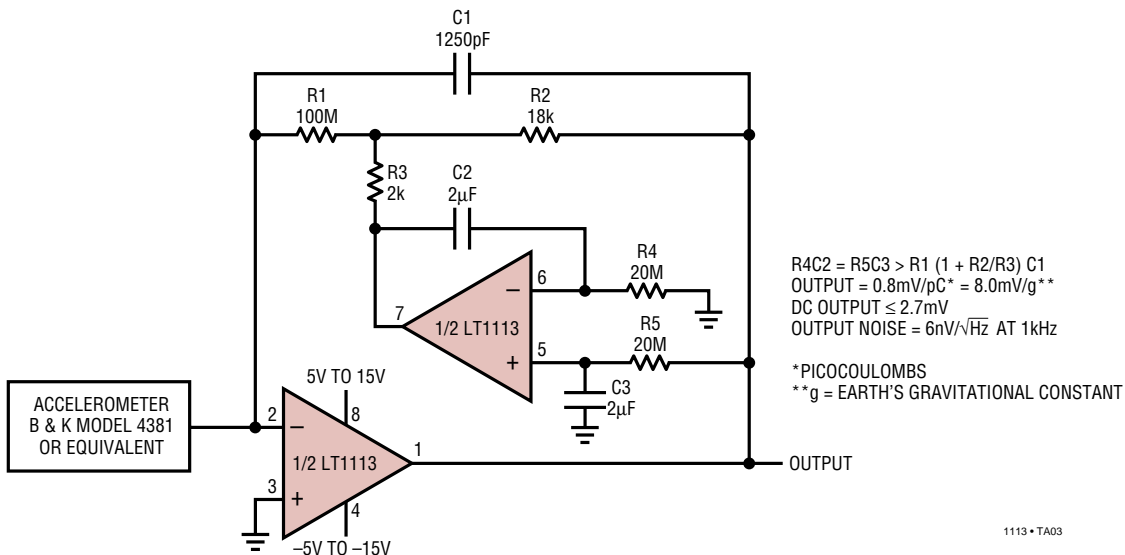 C1
1250pF
R1
100M
R2
18k
R3
2k
C2
2µF
R4
20M
6
–
7
1/2 LT1113
5
+
R5
20M
C3
2µF
R4C2 = R5C3 > R1 (1 + R2/R3) C1
OUTPUT = 0.8mV/pC* = 8.0mV/g**
DC OUTPUT ≤ 2.7mV
OUTPUT NOISE = 6nV/√Hz AT 1kHz
*PICOCOULOMBS
**g = EARTH'S GRAVITATIONAL CONSTANT
ACCELEROMETER
B & K MODEL 4381
OR EQUIVALENT
5V TO 15V
2
–
8
1/2 LT1113
1
3
+
4
–5V TO –15V
OUTPUT
1113 • TA03